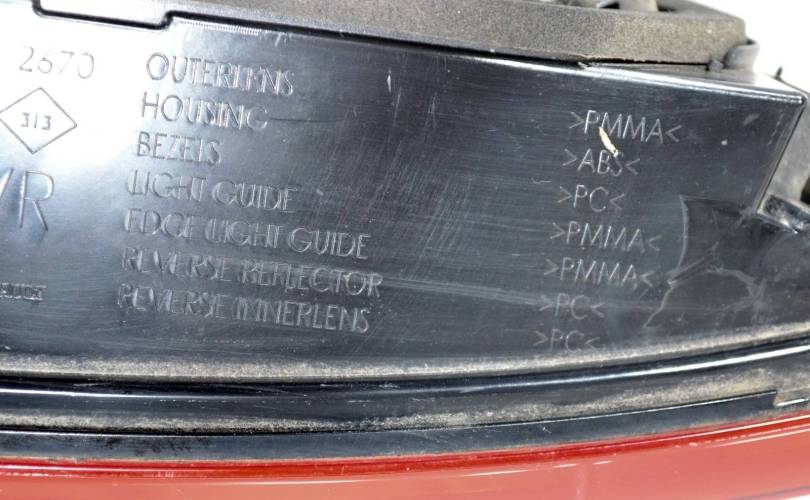 2670
OUTERLENS >PMMA<
HOUSING >ABS<
313
BEZELS >PC<
LIGHT GUIDE >PMMA<
VR
EDGE LIGHT GUIDE >PMMA<
REVERSE REFLECTOR >PC<
REVERSE INNERLENS >PC<